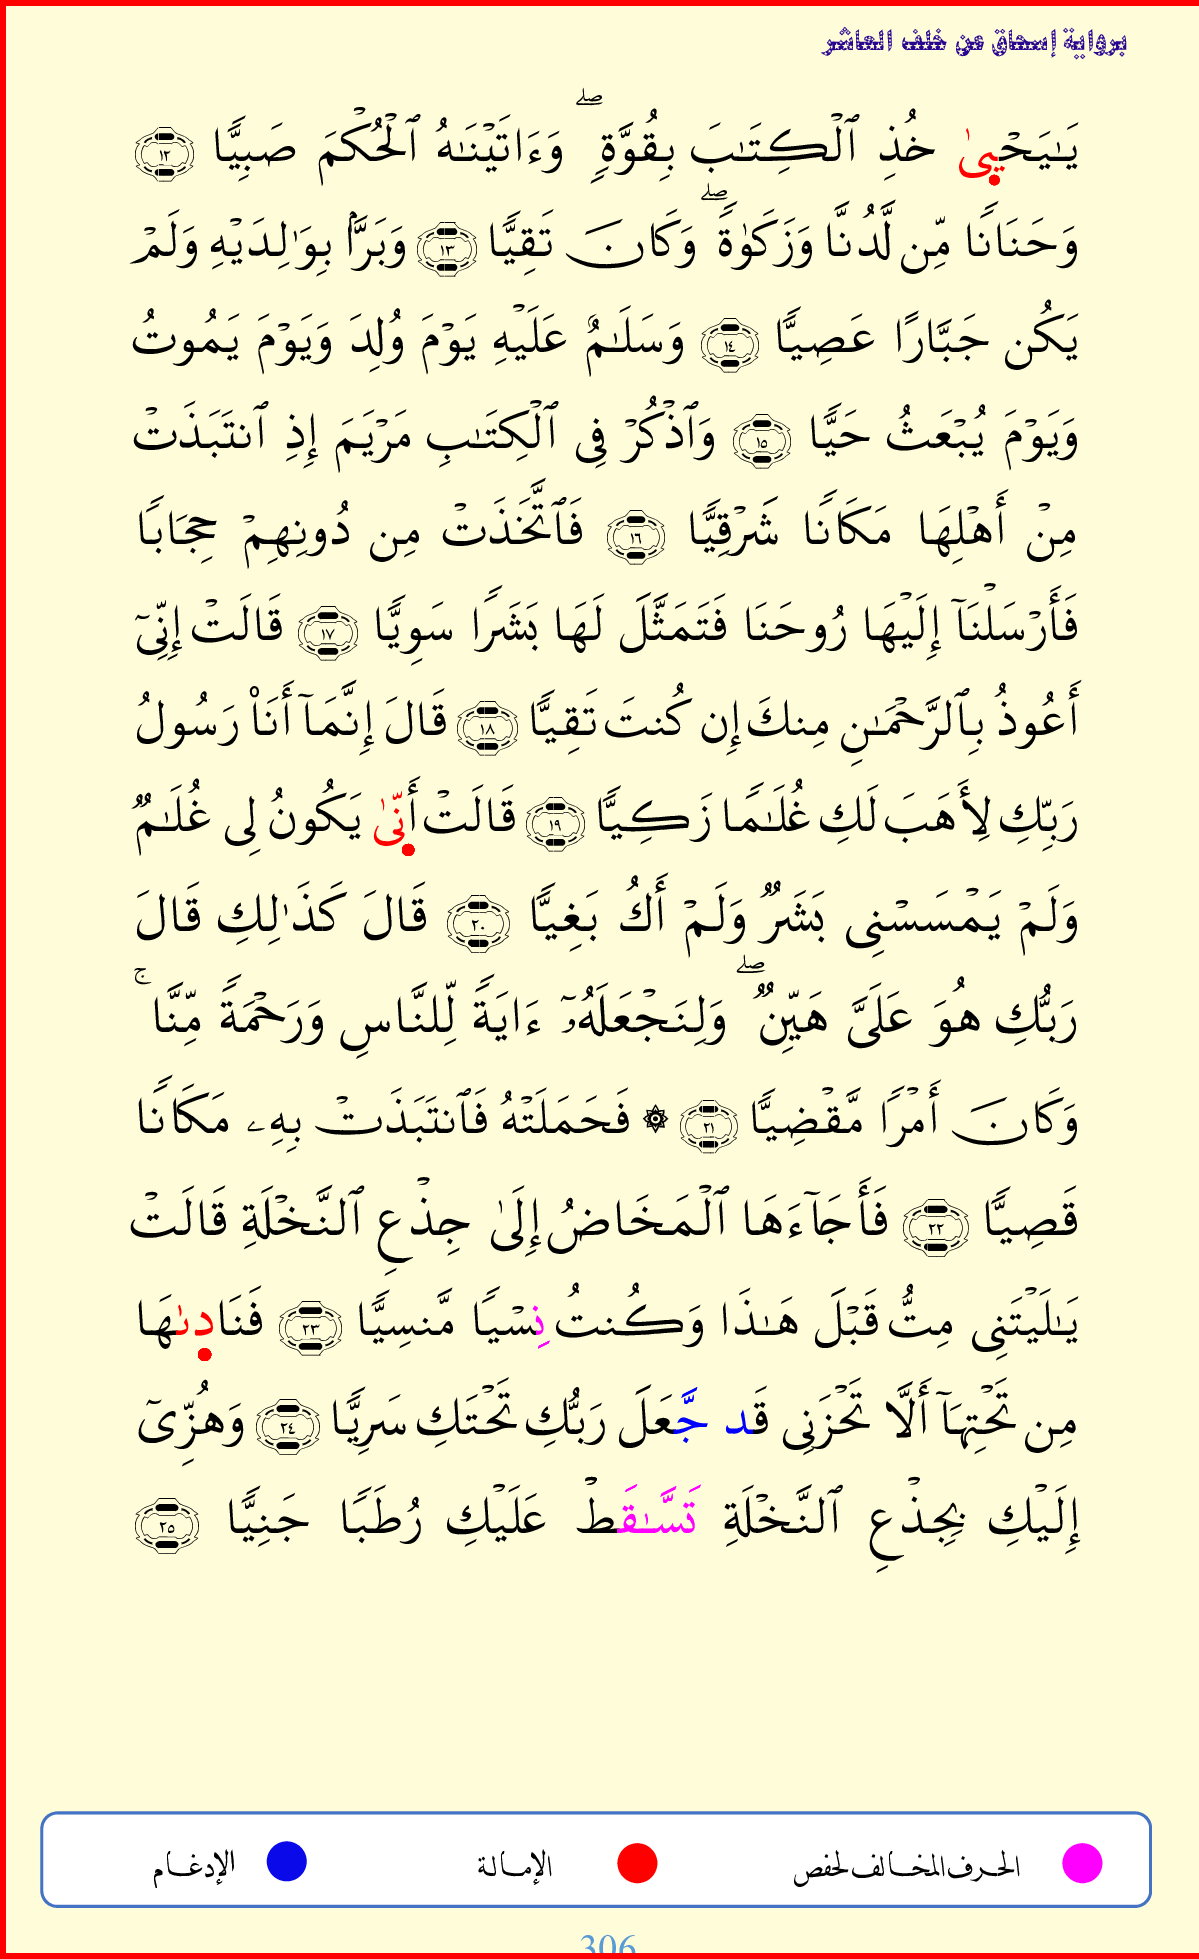 برواية إسحاق عن خلف العاشر
يَـٰيَحْيىٰ خُذِ ٱلْكِتَـٰبَ بِقُوَّةٍۖ وَءَاتَيْنَـٰهُ ٱلْحُكْمَ صَبِيًّا ١٢
وَحَنَانًا مِّن لَّدُنَّا وَزَكَوٰةًۖ وَكَانَ تَقِيًّا ١٣ وَبَرًّۢا بِوَٰلِدَيْهِ وَلَمْ
يَكُن جَبَّارًا عَصِيًّا ١٤ وَسَلَـٰمٌ عَلَيْهِ يَوْمَ وُلِدَ وَيَوْمَ يَمُوتُ
وَيَوْمَ يُبْعَثُ حَيًّا ١٥ وَٱذْكُرْ فِى ٱلْكِتَـٰبِ مَرْيَمَ إِذِ ٱنتَبَذَتْ
مِنْ أَهْلِهَا مَكَانًا شَرْقِيًّا ١٦ فَٱتَّخَذَتْ مِن دُونِهِمْ حِجَابًا
فَأَرْسَلْنَآ إِلَيْهَا رُوحَنَا فَتَمَثَّلَ لَهَا بَشَرًا سَوِيًّا ١٧ قَالَتْ إِنِّىٓ
أَعُوذُ بِٱلرَّحْمَـٰنِ مِنكَ إِن كُنتَ تَقِيًّا ١٨ قَالَ إِنَّمَآ أَنَا۠ رَسُولُ
رَبِّكِ لِأَهَبَ لَكِ غُلَـٰمًا زَكِيًّا ١٩ قَالَتْ أَنِّىٰ يَكُونُ لِى غُلَـٰمٌ
وَلَمْ يَمْسَسْنِى بَشَرٌ وَلَمْ أَكُ بَغِيًّا ٢٠ قَالَ كَذَٰلِكِ قَالَ
رَبُّكِ هُوَ عَلَىَّ هَيِّنٌۖ وَلِنَجْعَلَهُۥٓ ءَايَةً لِّلنَّاسِ وَرَحْمَةً مِّنَّاۚ
وَكَانَ أَمْرًا مَّقْضِيًّا ٢١ ۞ فَحَمَلَتْهُ فَٱنتَبَذَتْ بِهِۦ مَكَانًا
قَصِيًّا ٢٢ فَأَجَآءَهَا ٱلْمَخَاضُ إِلَىٰ جِذْعِ ٱلنَّخْلَةِ قَالَتْ
يَـٰلَيْتَنِى مِتُّ قَبْلَ هَـٰذَا وَكُنتُ نِسْيًا مَّنسِيًّا ٢٣ فَنَادىٰهَا
مِن تَحْتِهَآ أَلَّا تَحْزَنِى قَد جَّعَلَ رَبُّكِ تَحْتَكِ سَرِيًّا ٢٤ وَهُزِّىٓ
إِلَيْكِ بِجِذْعِ ٱلنَّخْلَةِ تَسَّـٰقَطْ عَلَيْكِ رُطَبًا جَنِيًّا ٢٥
الحرف المخالف لحفص الإمالة الإدغام
306